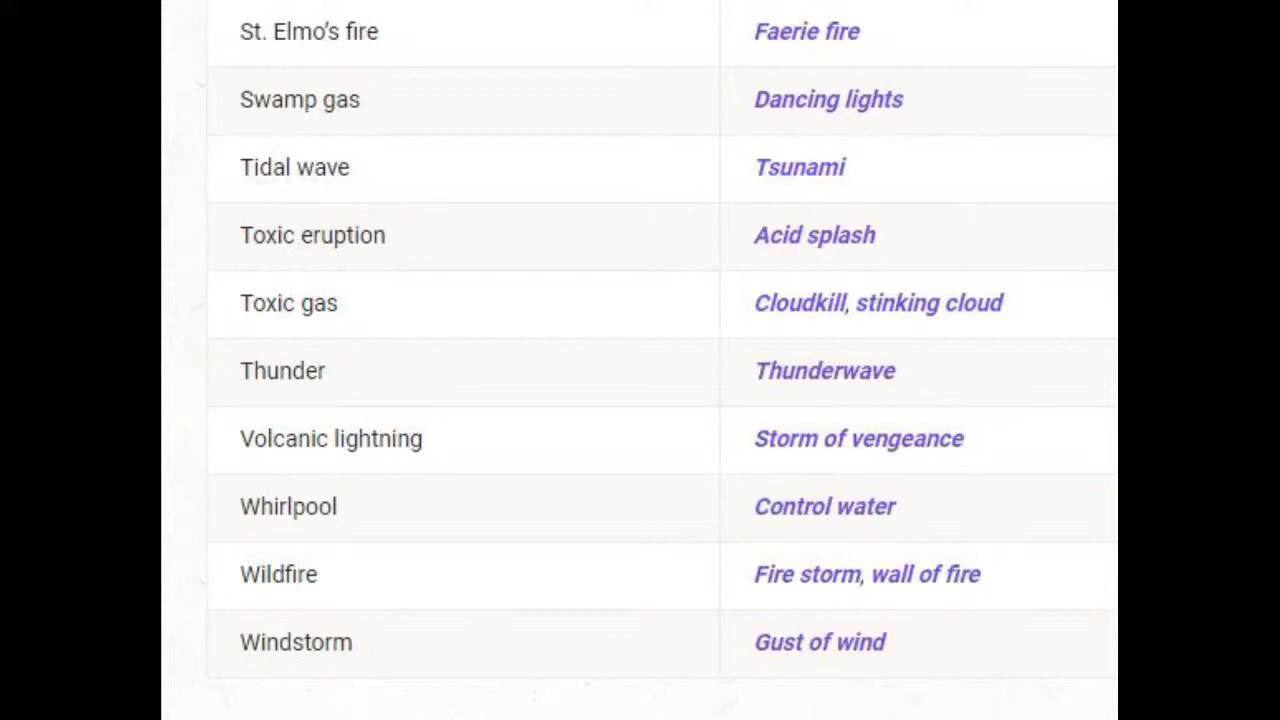 St. Elmo’s fire Faerie fire
Swamp gas Dancing lights
Tidal wave Tsunami
Toxic eruption Acid splash
Toxic gas Cloudkill, stinking cloud
Thunder Thunderwave
Volcanic lightning Storm of vengeance
Whirlpool Control water
Wildfire Fire storm, wall of fire
Windstorm Gust of wind